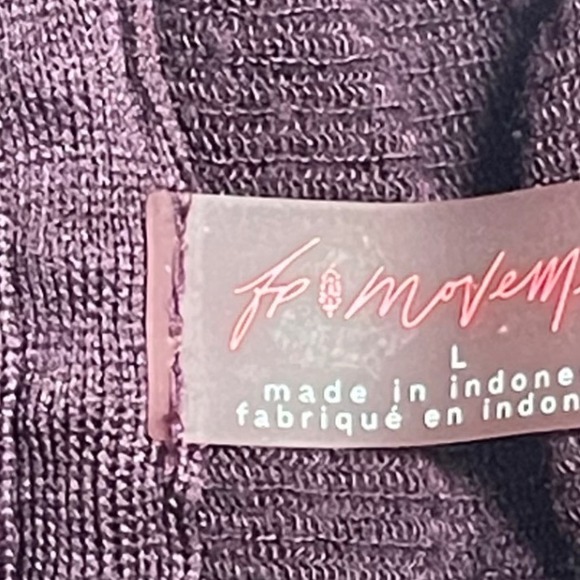 fp movem
L
made in indone
fabriqué en indon